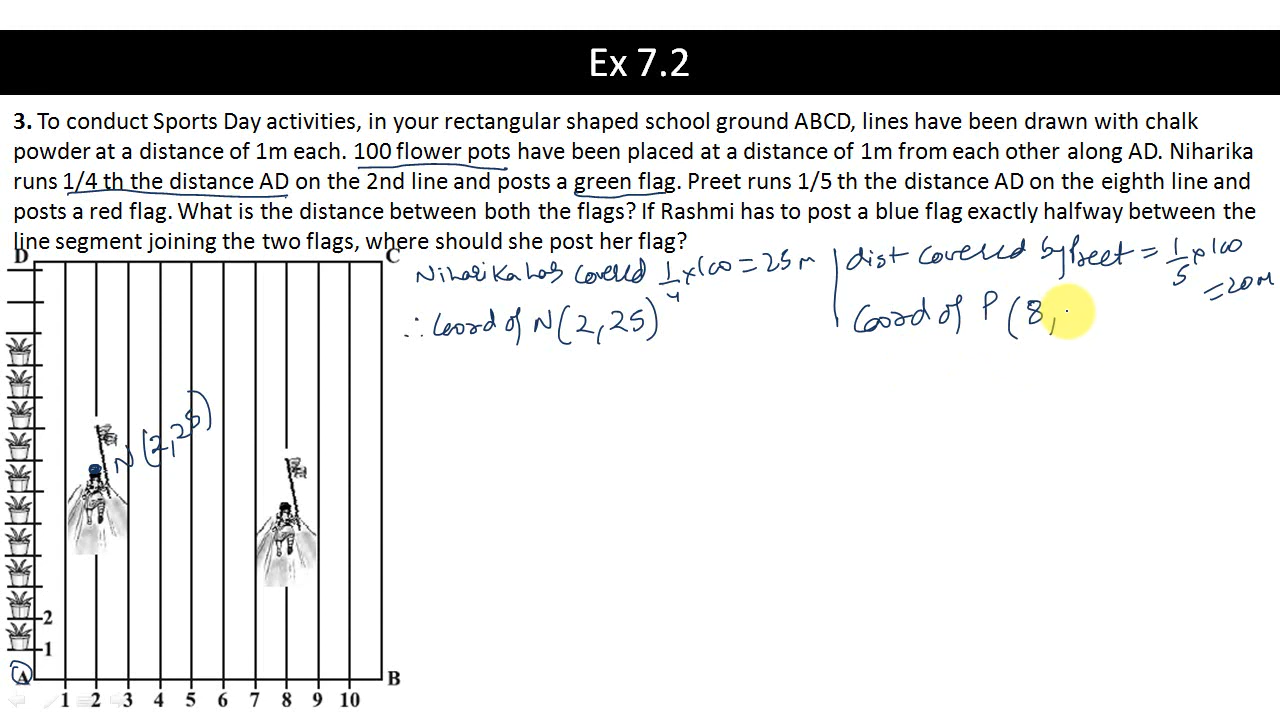 Ex 7.2
3. To conduct Sports Day activities, in your rectangular shaped school ground ABCD, lines have been drawn with chalk
powder at a distance of 1m each. 100 flower pots have been placed at a distance of 1m from each other along AD. Niharika
runs 1/4 th the distance AD on the 2nd line and posts a green flag. Preet runs 1/5 th the distance AD on the eighth line and
posts a red flag. What is the distance between both the flags? If Rashmi has to post a blue flag exactly halfway between the
line segment joining the two flags, where should she post her flag?
D C
Niharika has covered 1/4 × 100 = 25 m
∴ Coord of N (2, 25)
dist covered by Preet = 1/5 × 100
= 20 m
Coord of P (8,
N (2, 25)
2
1
A B
1 2 3 4 5 6 7 8 9 10